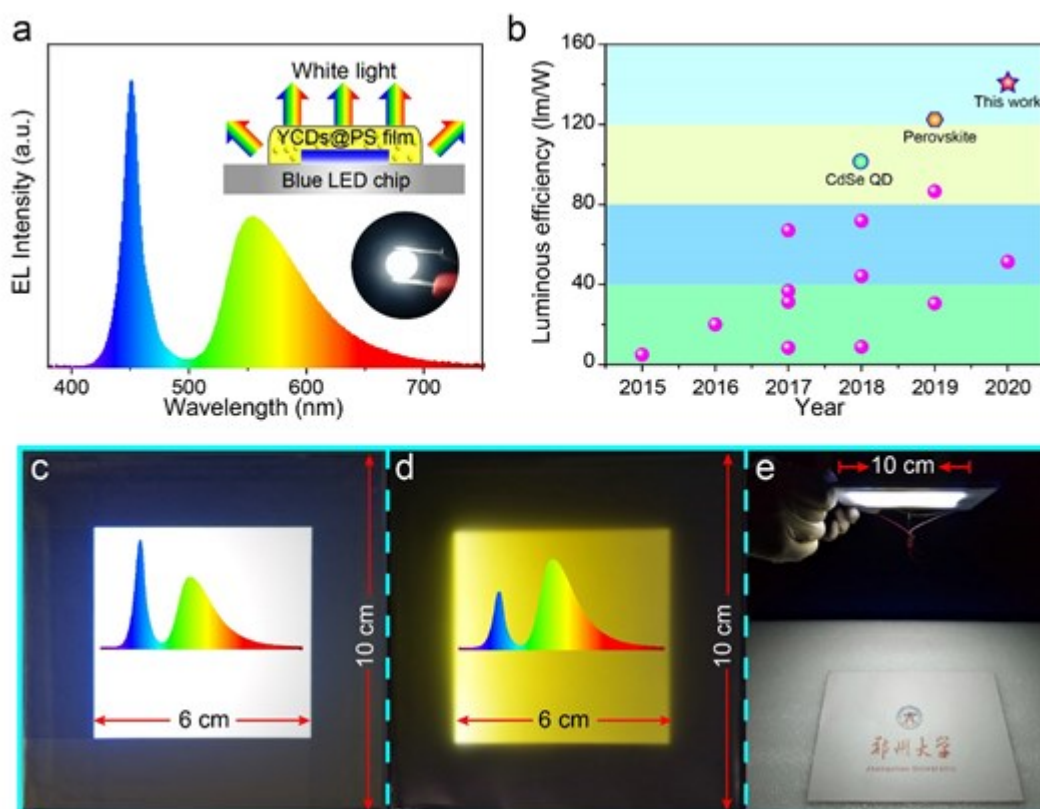 a
EL Intensity (a.u.)
White light
YCDs@PS film
Blue LED chip
400 500 600 700
Wavelength (nm)
b
Luminous efficiency (lm/W)
160
120
80
40
0
This work
Perovskite
CdSe QD
2015 2016 2017 2018 2019 2020
Year
c
6 cm
10 cm
d
6 cm
10 cm
e
10 cm
郑州大学
Zhengzhou University